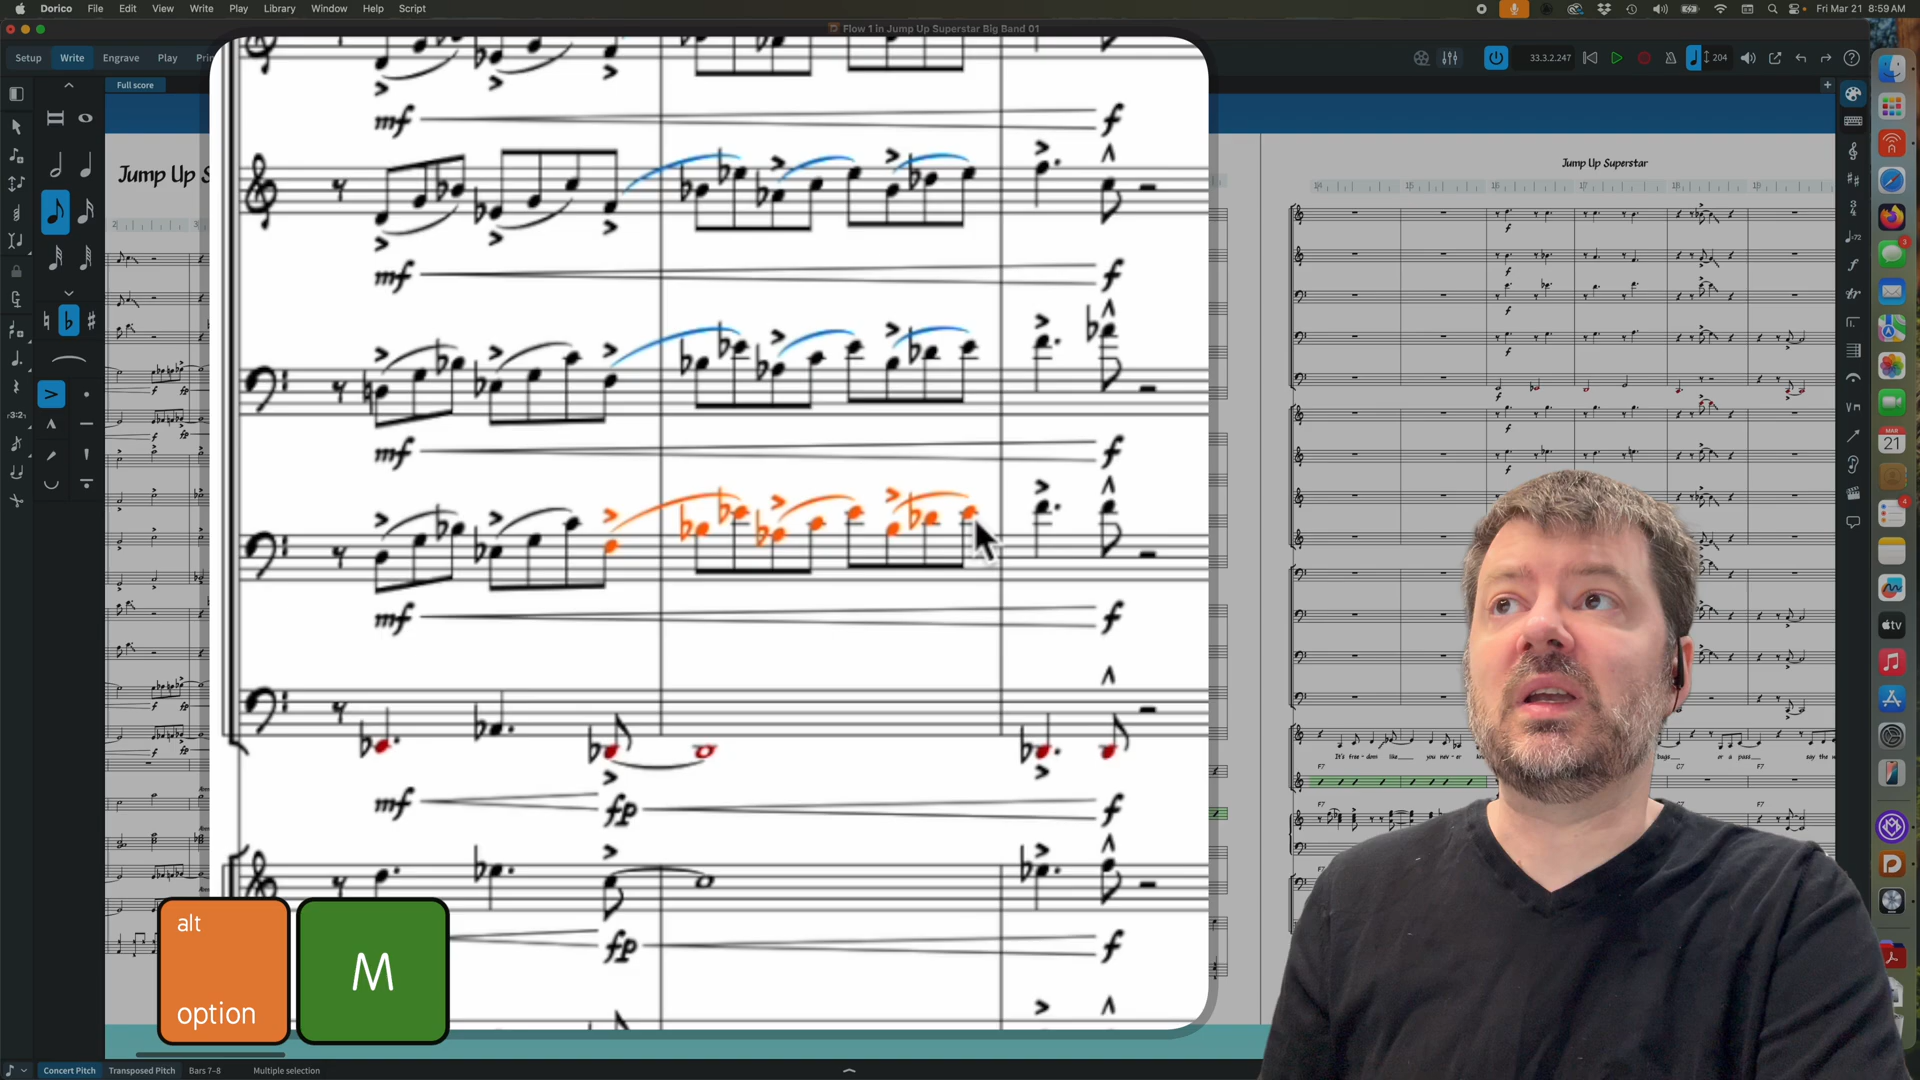 Dorico File Edit View Write Play Library Window Help Script
Fri Mar 21 8:59 AM
Flow 1 in Jump Up Superstar Big Band 01
Setup Write Engrave Play
33.3.2.247
204
Full score
Jump Up S
Jump Up Superstar
mf f
mf f
mf f
mf f
mf fp f
fp f
alt
option
M
MAR
21
tv
Concert Pitch Transposed Pitch Bars 7–8 Multiple selection